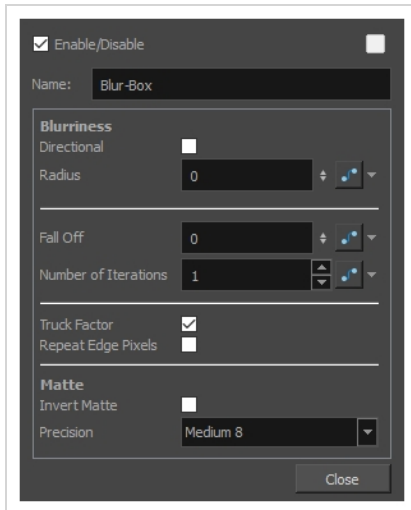 Enable/Disable
Name: Blur-Box
Blurriness
Directional
Radius 0
Fall Off 0
Number of Iterations 1
Truck Factor
Repeat Edge Pixels
Matte
Invert Matte
Precision Medium 8
Close